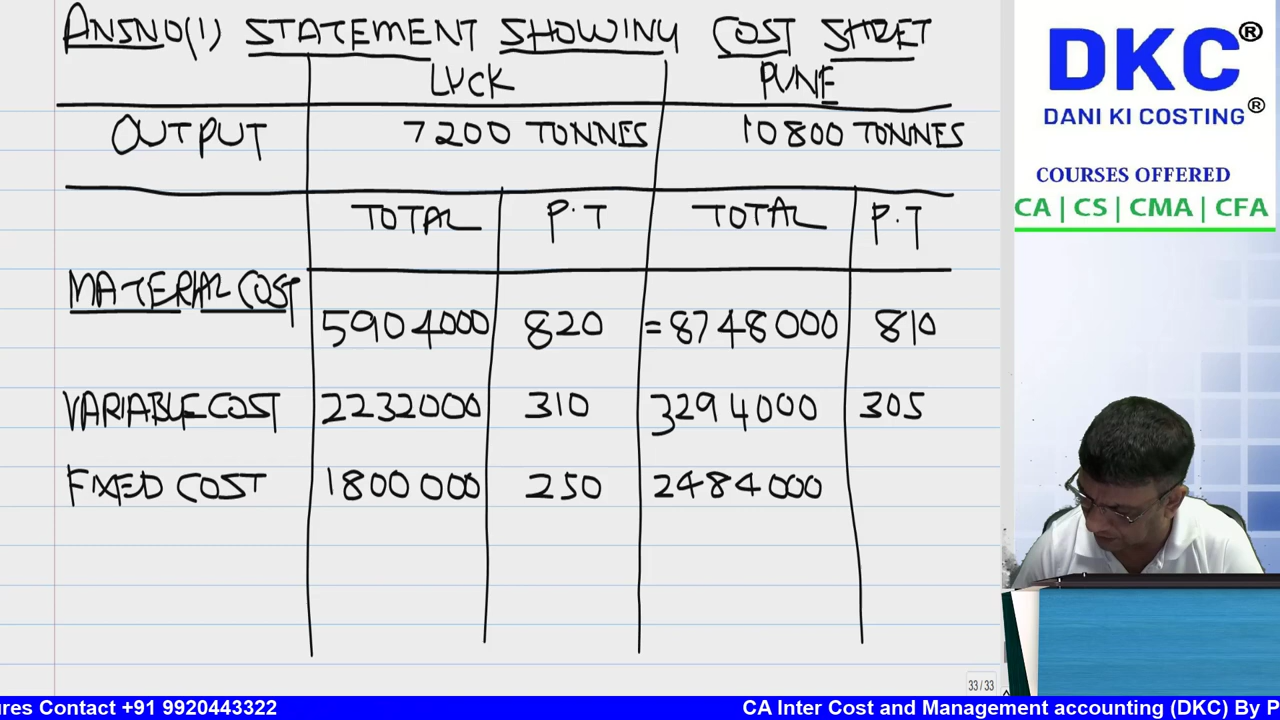 ANSNO(1) STATEMENT SHOWING COST SHEET
LUCK PUNE
OUTPUT 7200 TONNES 10800 TONNES
TOTAL P.T TOTAL P.T
MATERIAL COST
5904000 820 =8748000 810
VARIABLE COST 2232000 310 3294000 305
FIXED COST 1800000 250 2484000
33/33
DKC®
DANI KI COSTING®
COURSES OFFERED
CA | CS | CMA | CFA
ures Contact +91 9920443322 CA Inter Cost and Management accounting (DKC) By P